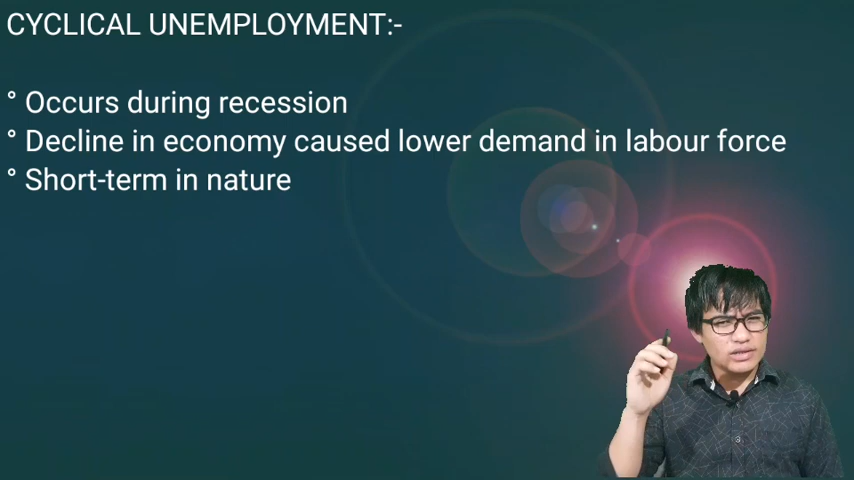 CYCLICAL UNEMPLOYMENT:-
° Occurs during recession
° Decline in economy caused lower demand in labour force
° Short-term in nature